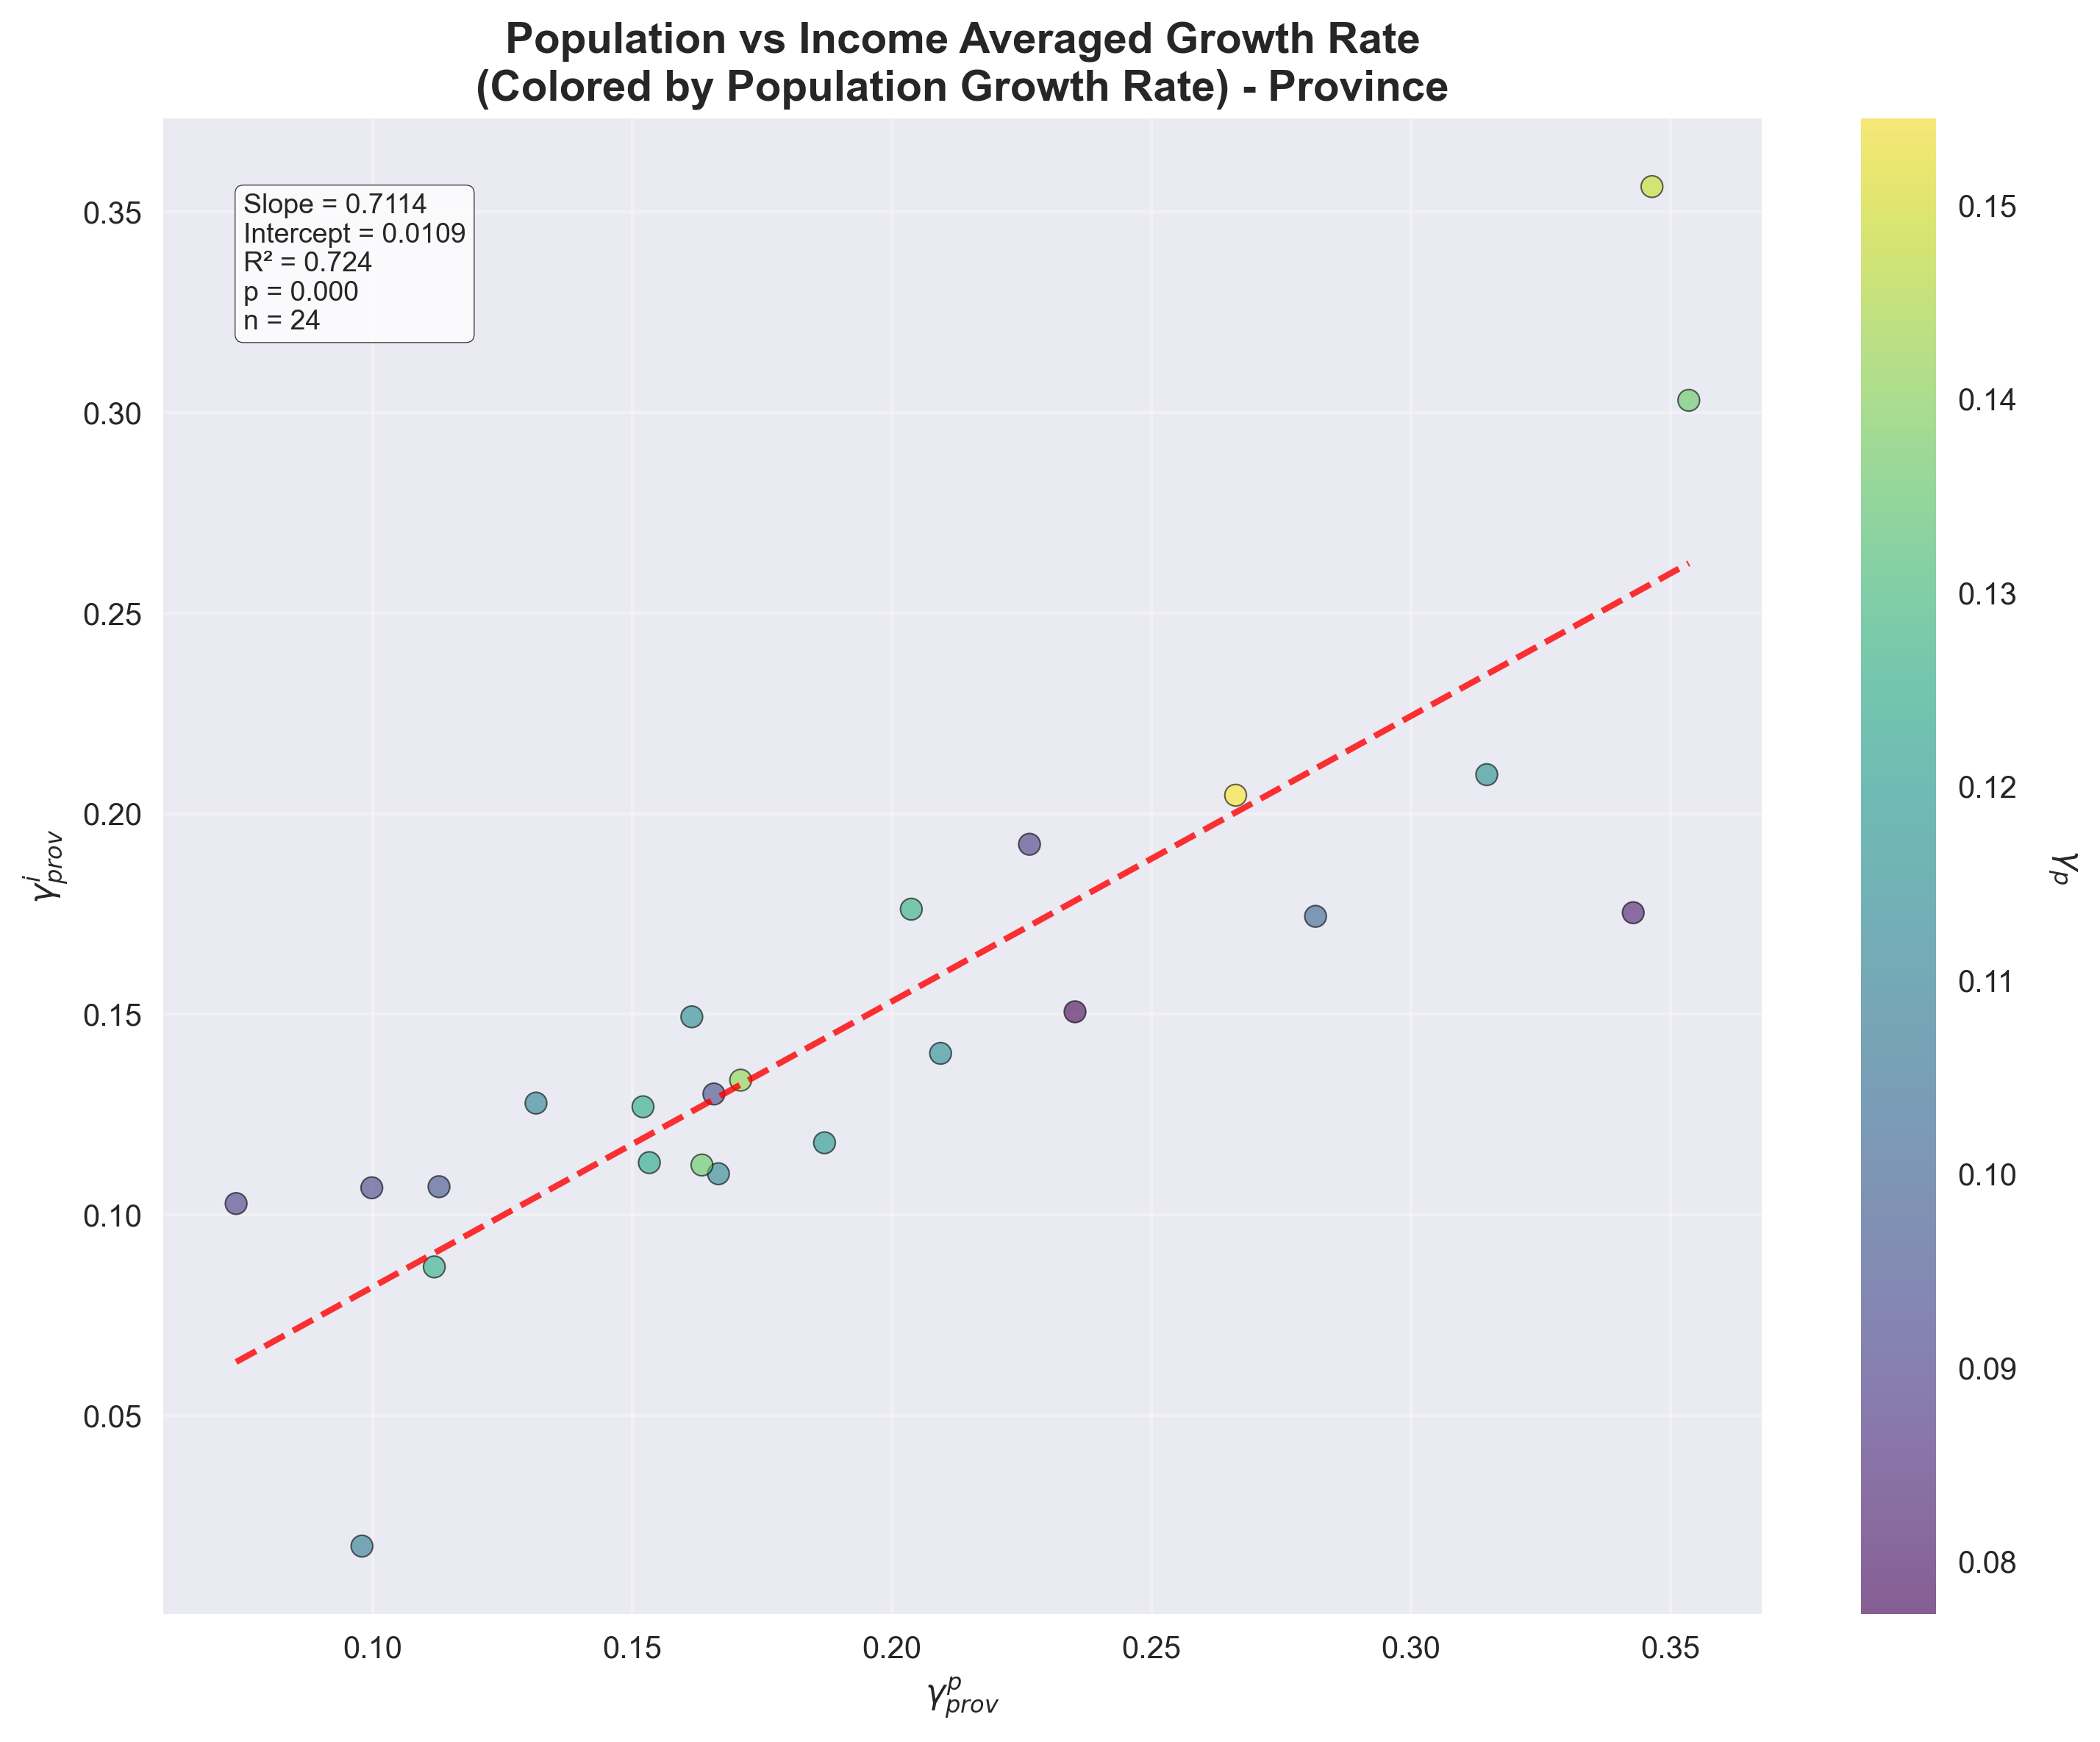 Population vs Income Averaged Growth Rate
(Colored by Population Growth Rate) - Province
Slope = 0.7114
Intercept = 0.0109
R² = 0.724
p = 0.000
n = 24
0.35
0.30
0.25
0.20
0.15
0.10
0.05
γ^i_prov
0.10 0.15 0.20 0.25 0.30 0.35
γ^p_prov
0.15
0.14
0.13
0.12
0.11
0.10
0.09
0.08
γ_p